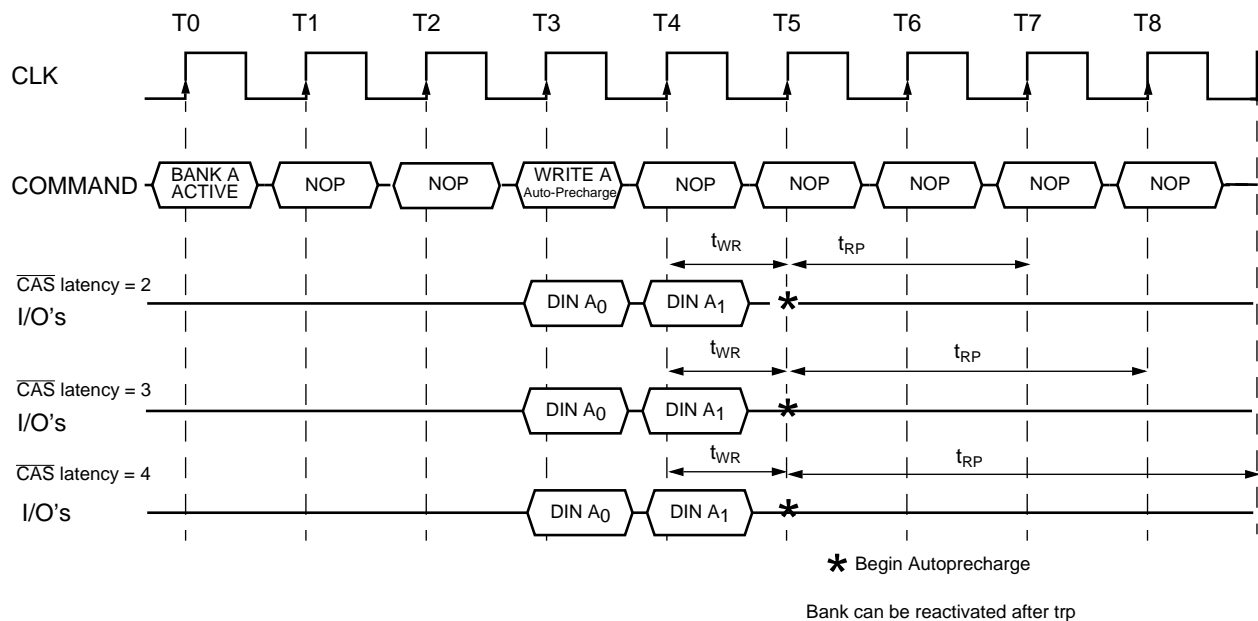 T0 T1 T2 T3 T4 T5 T6 T7 T8
CLK
COMMAND
BANK A
ACTIVE
NOP
NOP
WRITE A
Auto-Precharge
NOP
NOP
NOP
NOP
NOP
tWR
tRP
CAS latency = 2
I/O's
DIN A0
DIN A1
*
tWR
tRP
CAS latency = 3
I/O's
DIN A0
DIN A1
*
tWR
tRP
CAS latency = 4
I/O's
DIN A0
DIN A1
*
* Begin Autoprecharge
Bank can be reactivated after trp